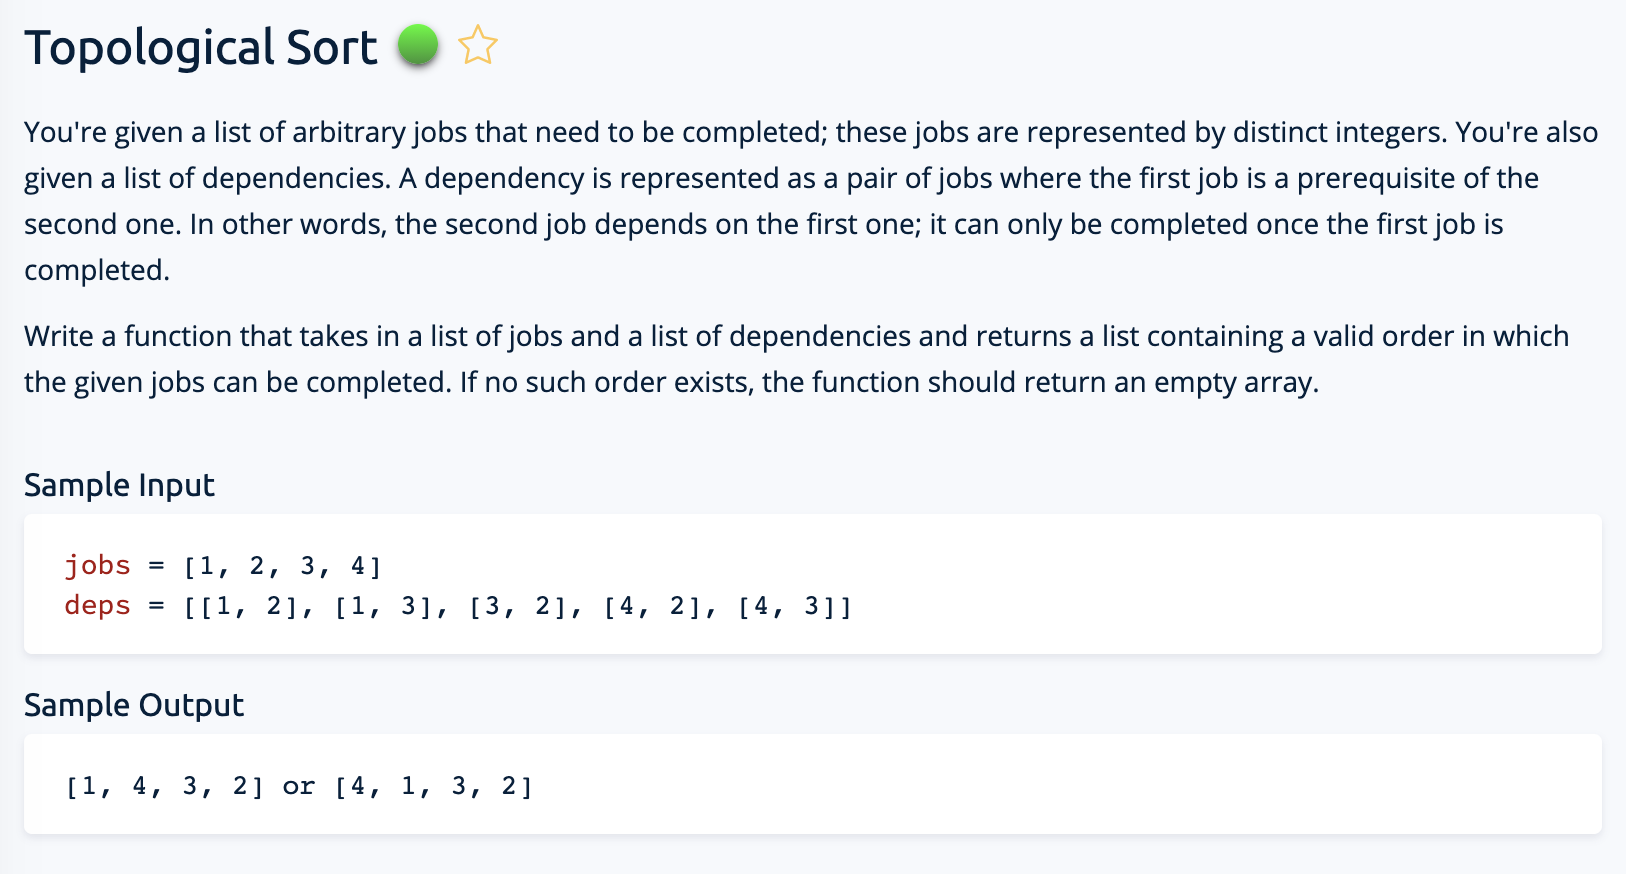 Topological Sort
You're given a list of arbitrary jobs that need to be completed; these jobs are represented by distinct integers. You're also
given a list of dependencies. A dependency is represented as a pair of jobs where the first job is a prerequisite of the
second one. In other words, the second job depends on the first one; it can only be completed once the first job is
completed.
Write a function that takes in a list of jobs and a list of dependencies and returns a list containing a valid order in which
the given jobs can be completed. If no such order exists, the function should return an empty array.
Sample Input
jobs = [1, 2, 3, 4]
deps = [[1, 2], [1, 3], [3, 2], [4, 2], [4, 3]]
Sample Output
[1, 4, 3, 2] or [4, 1, 3, 2]